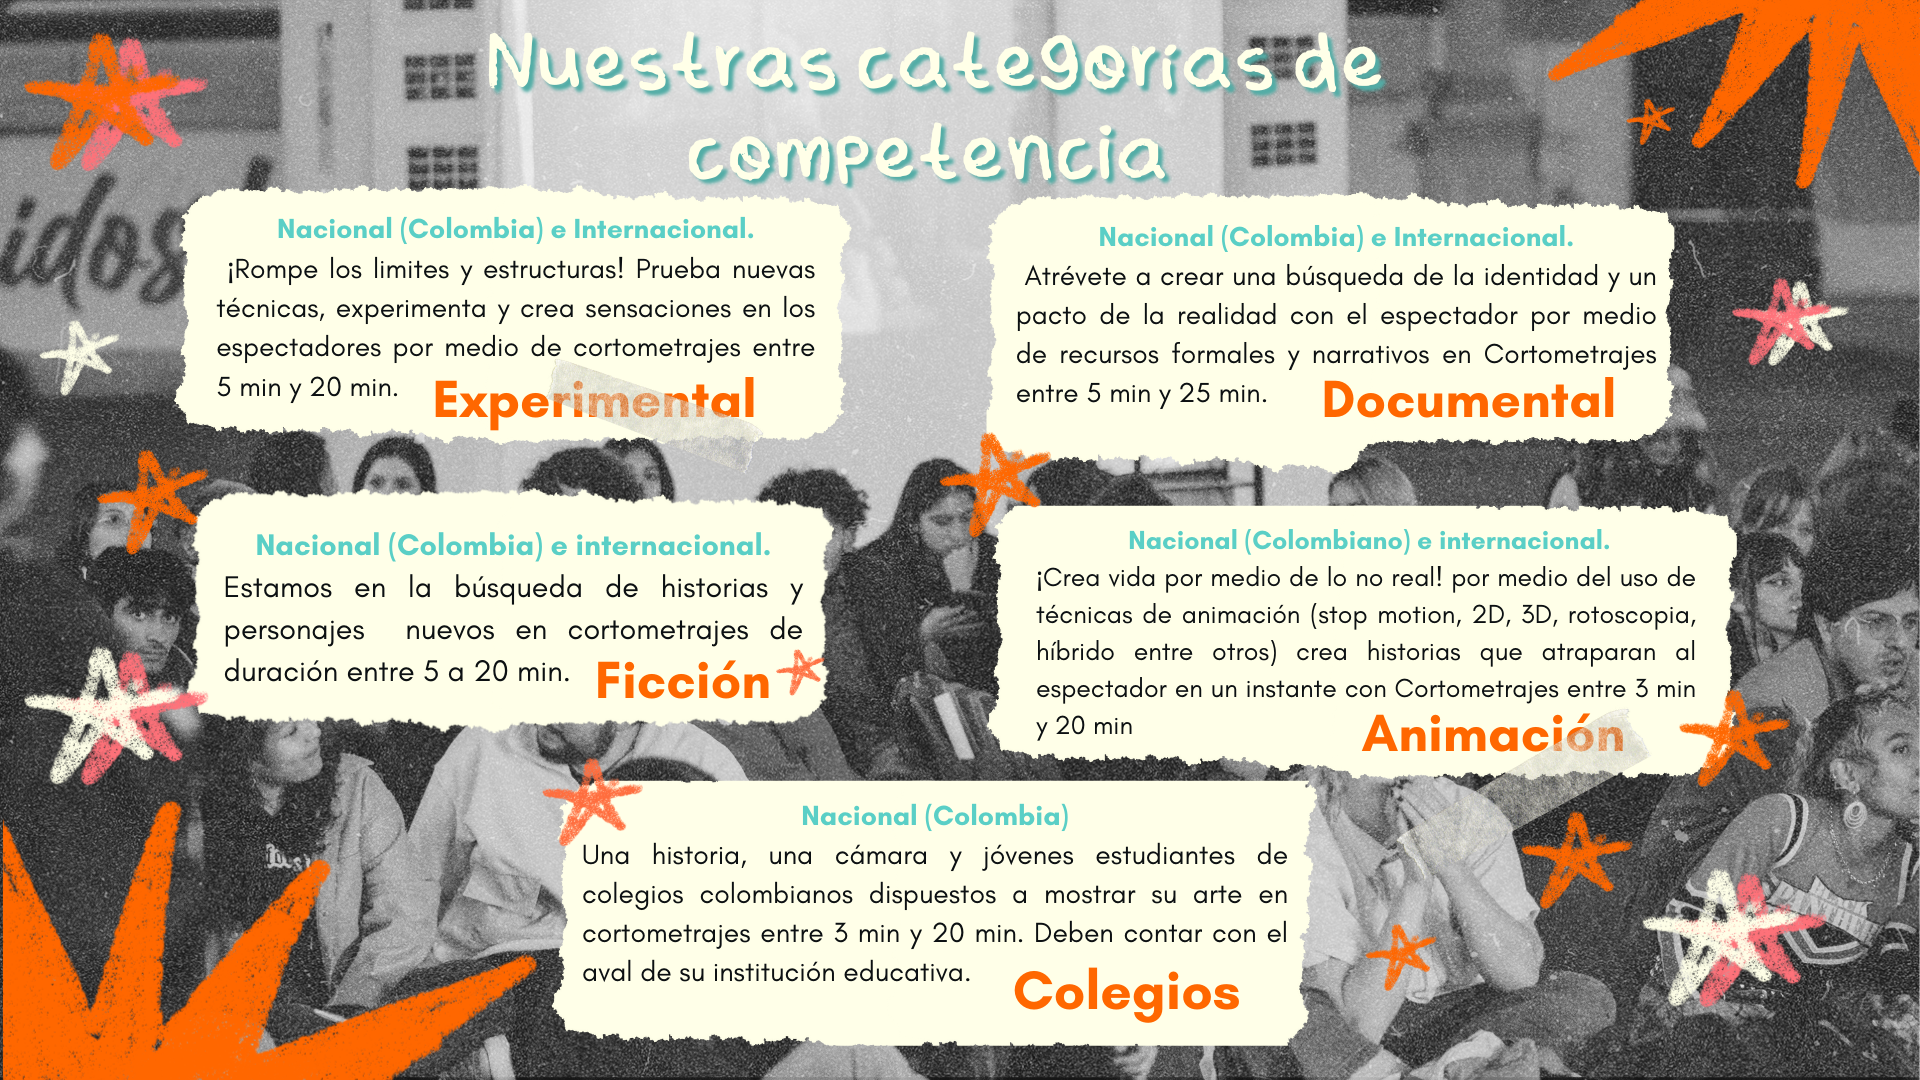 Nuestras categorías de
competencia
Nacional (Colombia) e Internacional.
¡Rompe los limites y estructuras! Prueba nuevas
técnicas, experimenta y crea sensaciones en los
espectadores por medio de cortometrajes entre
5 min y 20 min.
Experimental
Nacional (Colombia) e Internacional.
Atrévete a crear una búsqueda de la identidad y un
pacto de la realidad con el espectador por medio
de recursos formales y narrativos en Cortometrajes
entre 5 min y 25 min.
Documental
Nacional (Colombia) e internacional.
Estamos en la búsqueda de historias y
personajes nuevos en cortometrajes de
duración entre 5 a 20 min.
Ficción
Nacional (Colombiano) e internacional.
¡Crea vida por medio de lo no real! por medio del uso de
técnicas de animación (stop motion, 2D, 3D, rotoscopia,
híbrido entre otros) crea historias que atraparan al
espectador en un instante con Cortometrajes entre 3 min
y 20 min
Animación
Nacional (Colombia)
Una historia, una cámara y jóvenes estudiantes de
colegios colombianos dispuestos a mostrar su arte en
cortometrajes entre 3 min y 20 min. Deben contar con el
aval de su institución educativa.
Colegios
idos